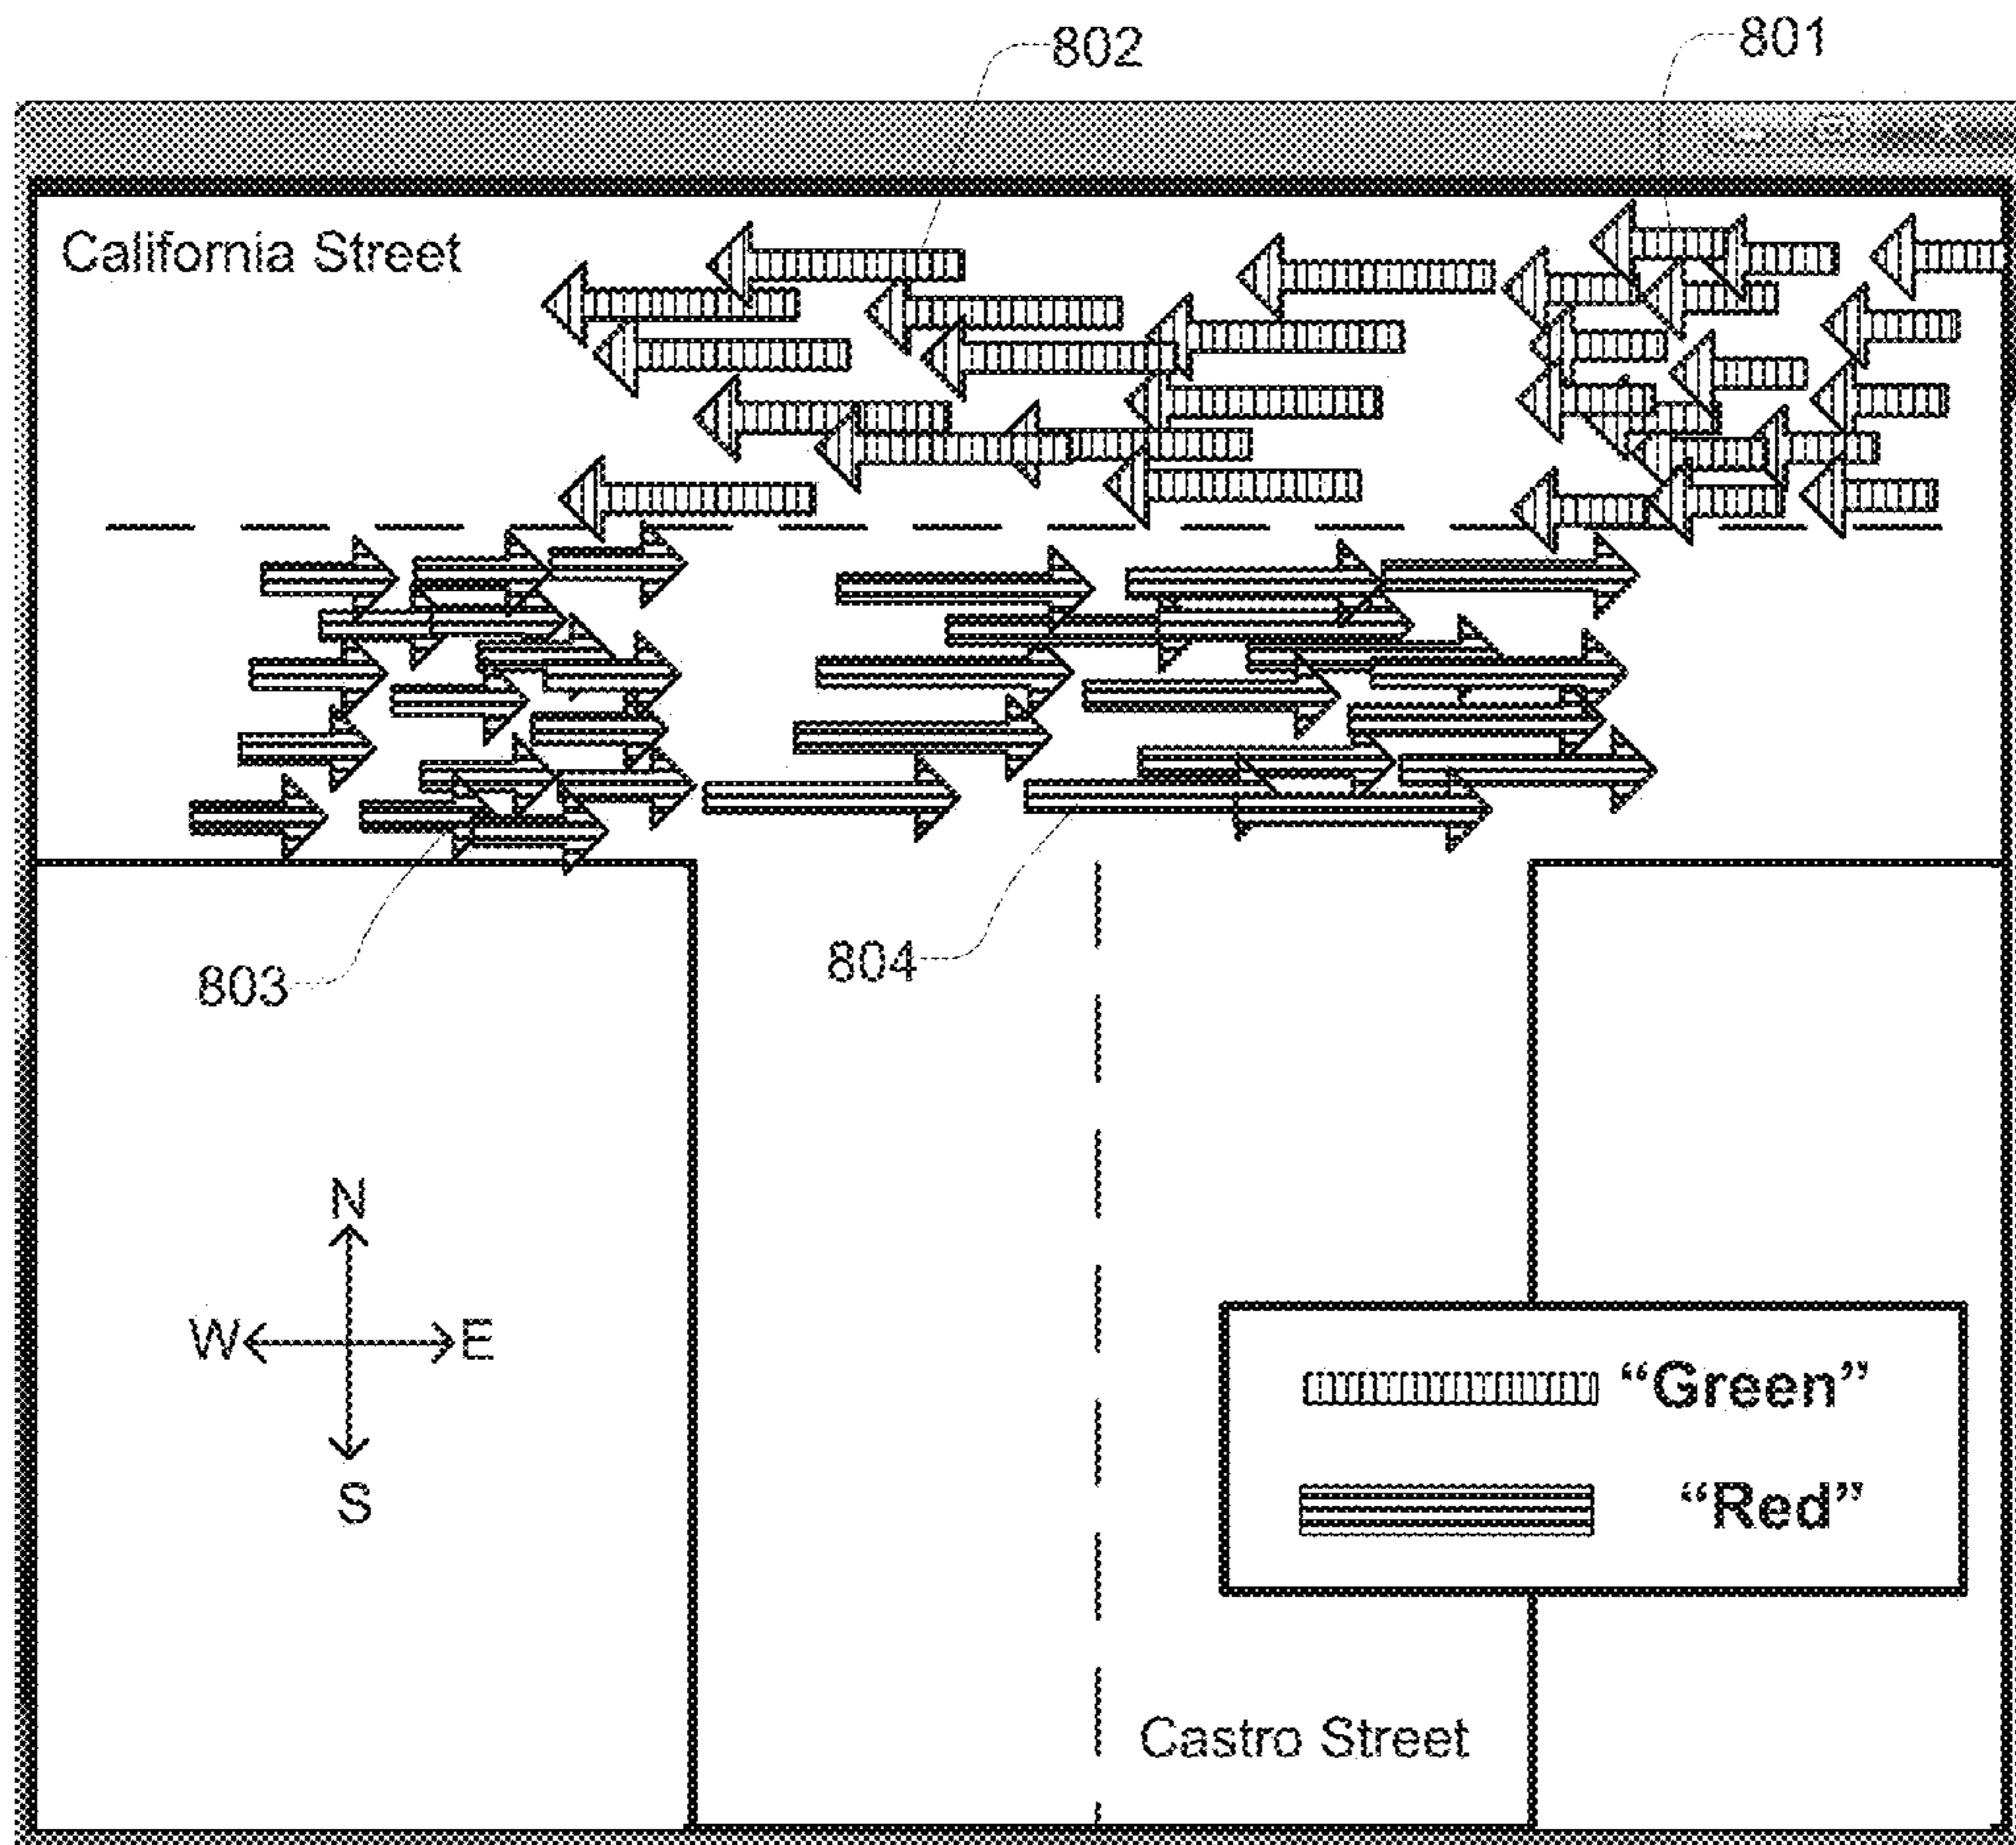 802
801
California Street
803
804
N
W E
S
“Green”
“Red”
Castro Street